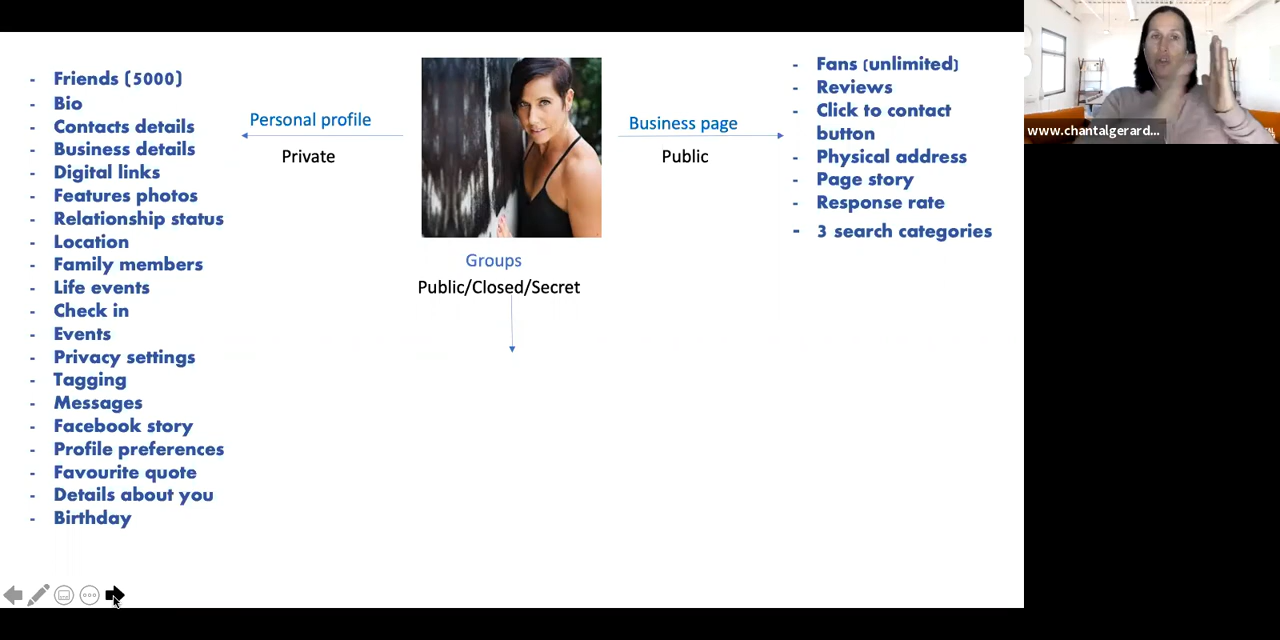 - Friends (5000)
- Bio
- Contacts details
- Business details
- Digital links
- Features photos
- Relationship status
- Location
- Family members
- Life events
- Check in
- Events
- Privacy settings
- Tagging
- Messages
- Facebook story
- Profile preferences
- Favourite quote
- Details about you
- Birthday
Personal profile
Private
Groups
Public/Closed/Secret
Business page
Public
- Fans (unlimited)
- Reviews
- Click to contact
button
- Physical address
- Page story
- Response rate
- 3 search categories
www.chantalgerard...